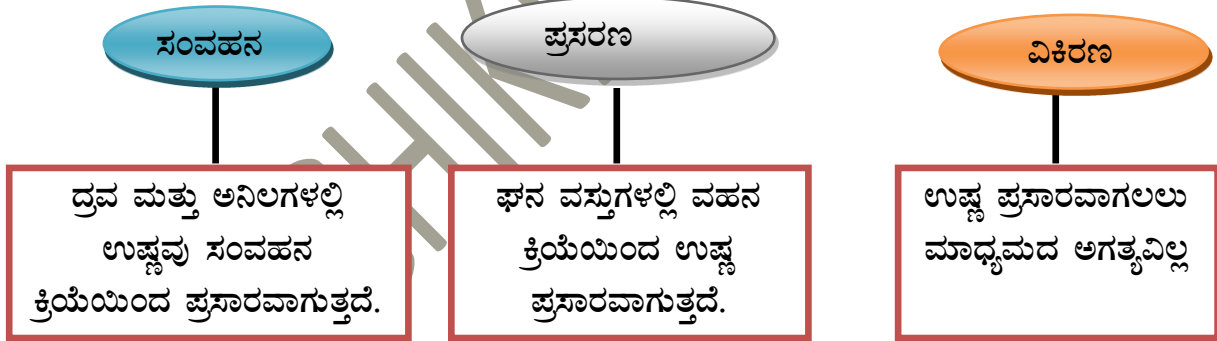 ಸಂವಹನ
ಪ್ರಸರಣ
ವಿಕಿರಣ
ದ್ರವ ಮತ್ತು ಅನಿಲಗಳಲ್ಲಿ
ಉಷ್ಣವು ಸಂವಹನ
ಕ್ರಿಯೆಯಿಂದ ಪ್ರಸಾರವಾಗುತ್ತದೆ.
ಘನ ವಸ್ತುಗಳಲ್ಲಿ ವಹನ
ಕ್ರಿಯೆಯಿಂದ ಉಷ್ಣ
ಪ್ರಸಾರವಾಗುತ್ತದೆ.
ಉಷ್ಣ ಪ್ರಸಾರವಾಗಲಲು
ಮಾಧ್ಯಮದ ಅಗತ್ಯವಿಲ್ಲ